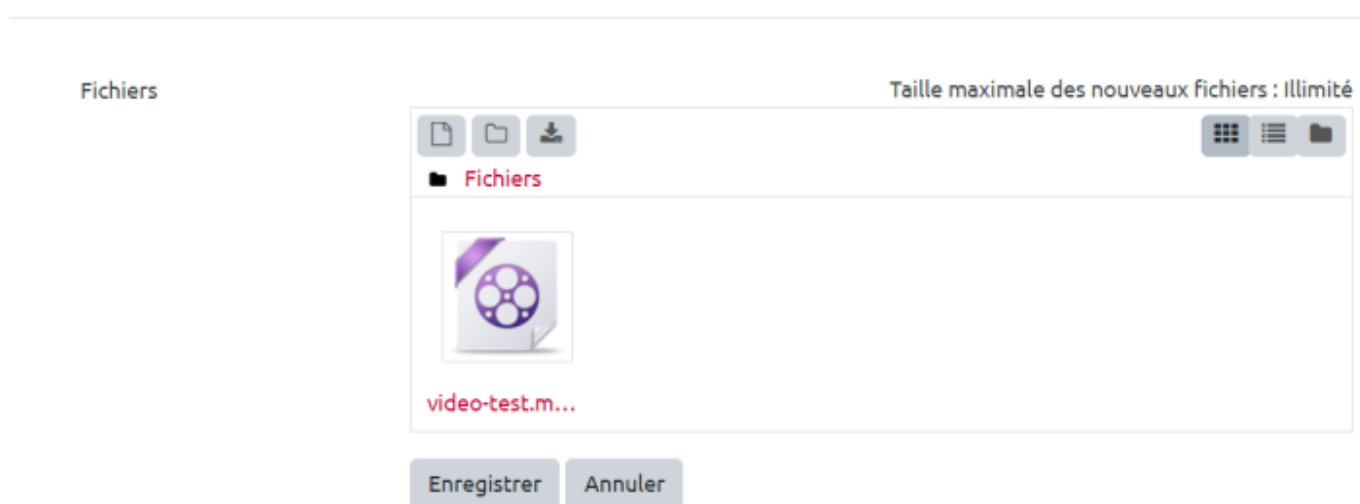 Fichiers
Taille maximale des nouveaux fichiers : Illimité
Fichiers
video-test.m...
Enregistrer
Annuler